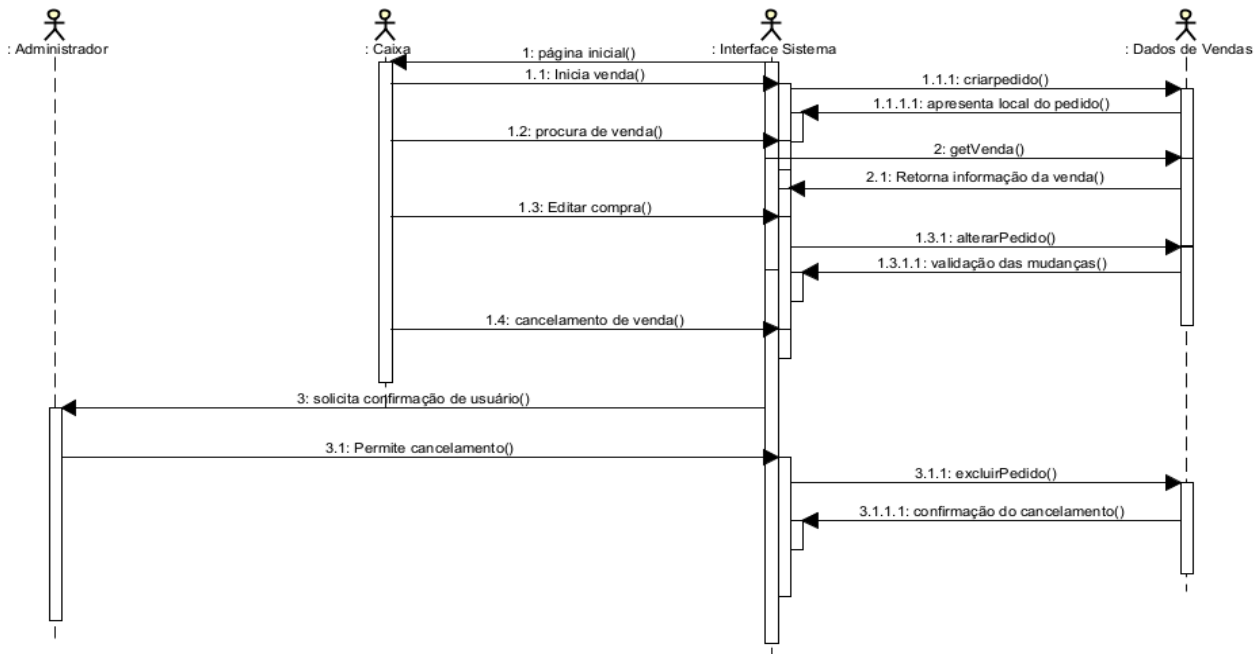 : Administrador
: Caixa
: Interface Sistema
: Dados de Vendas
1: página inicial()
1.1: Inicia venda()
1.1.1: criarpedido()
1.1.1.1: apresenta local do pedido()
1.2: procura de venda()
2: getVenda()
2.1: Retorna informação da venda()
1.3: Editar compra()
1.3.1: alterarPedido()
1.3.1.1: validação das mudanças()
1.4: cancelamento de venda()
3: solicita confirmação de usuário()
3.1: Permite cancelamento()
3.1.1: excluirPedido()
3.1.1.1: confirmação do cancelamento()